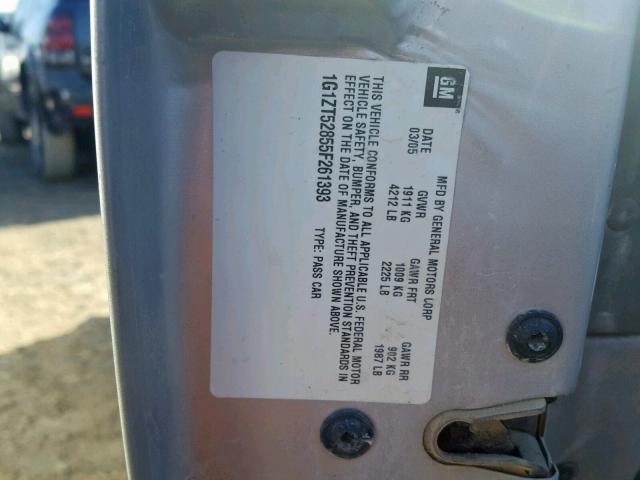 GM
MFD BY GENERAL MOTORS CORP
DATE GVWR GAWR FRT GAWR RR
03/05 1911 KG 1009 KG 902 KG
4212 LB 2225 LB 1987 LB
THIS VEHICLE CONFORMS TO ALL APPLICABLE U.S. FEDERAL MOTOR
VEHICLE SAFETY, BUMPER, AND THEFT PREVENTION STANDARDS IN
EFFECT ON THE DATE OF MANUFACTURE SHOWN ABOVE.
1G1ZT52855F261393 TYPE: PASS CAR